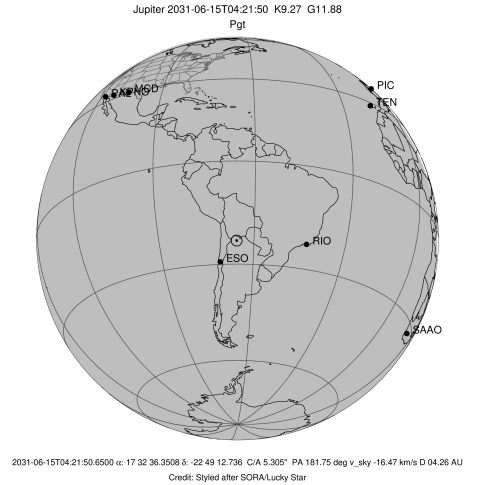 Jupiter 2031-06-15T04:21:50 K9.27 G11.88
Pgt
PIC
TEN
MCD
RIO
ESO
SAAO
2031-06-15T04:21:50.6500 α: 17 32 36.3508 δ: -22 49 12.736 C/A 5.305" PA 181.75 deg v_sky -16.47 km/s D 04.26 AU
Credit: Styled after SORA/Lucky Star